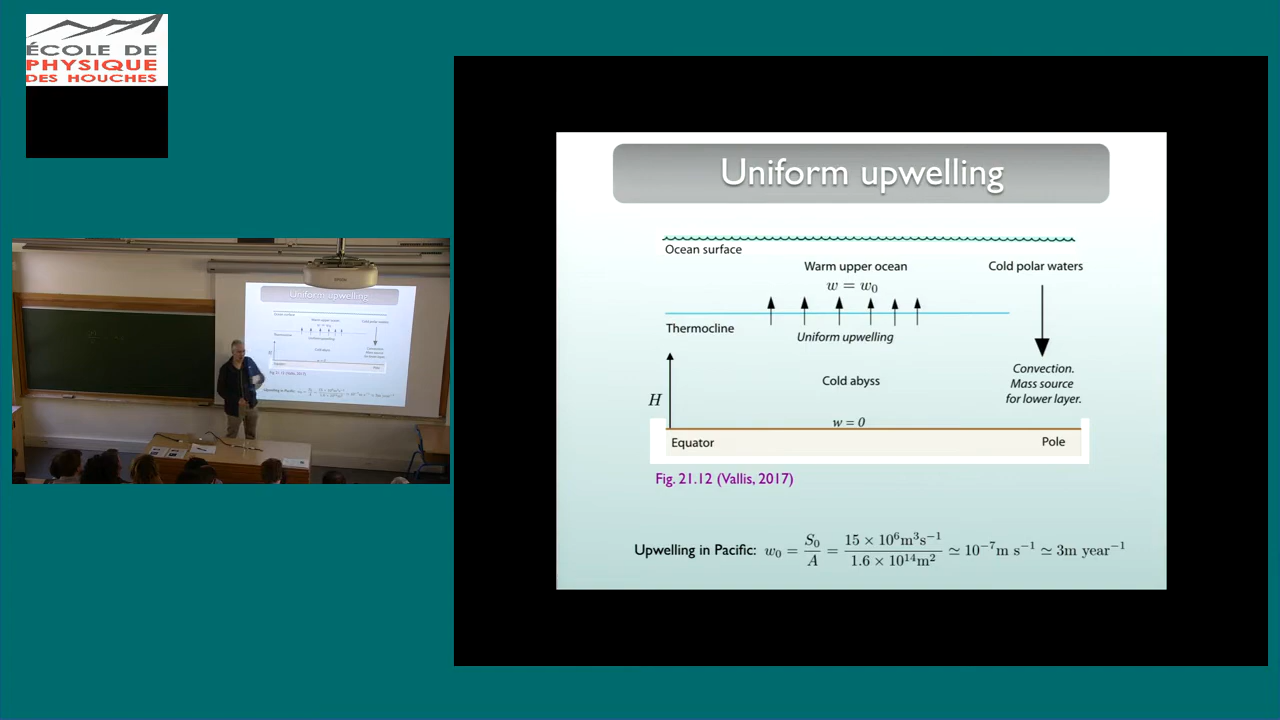 ÉCOLE DE
PHYSIQUE
DES HOUCHES
Uniform upwelling
Ocean surface
Warm upper ocean
Cold polar waters
w = w₀
Thermocline
Uniform upwelling
Convection.
Mass source
for lower layer.
Cold abyss
H
w = 0
Equator
Pole
Fig. 21.12 (Vallis, 2017)
Upwelling in Pacific: w₀ = S₀/A = 15 × 10⁶m³s⁻¹/1.6 × 10¹⁴m² ≃ 10⁻⁷m s⁻¹ ≃ 3m year⁻¹
Uniform upwelling